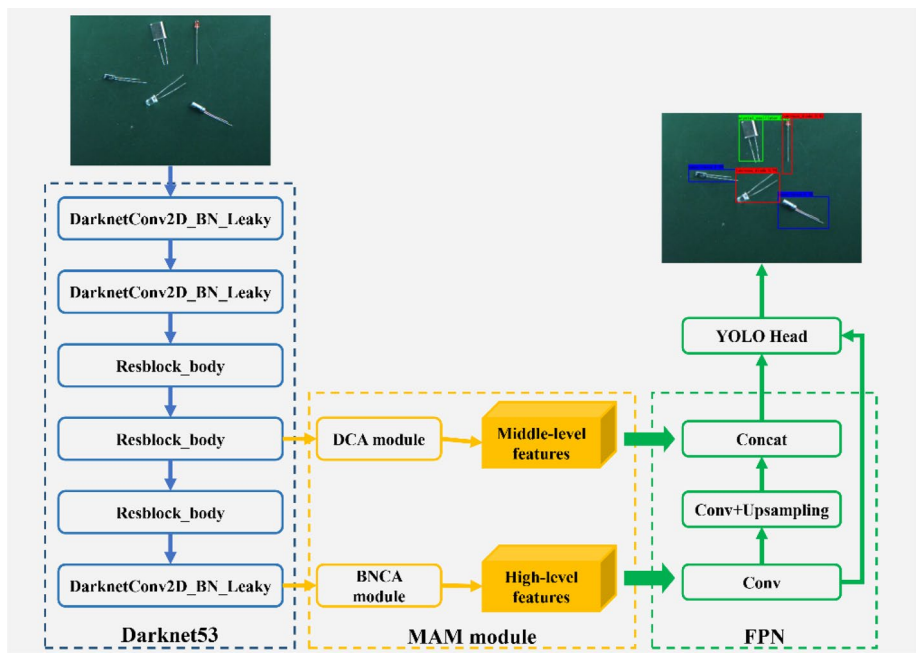 DarknetConv2D_BN_Leaky
DarknetConv2D_BN_Leaky
Resblock_body
Resblock_body
Resblock_body
DarknetConv2D_BN_Leaky
Darknet53
DCA module
Middle-level
features
BNCA
module
High-level
features
MAM module
YOLO Head
Concat
Conv+Upsampling
Conv
FPN